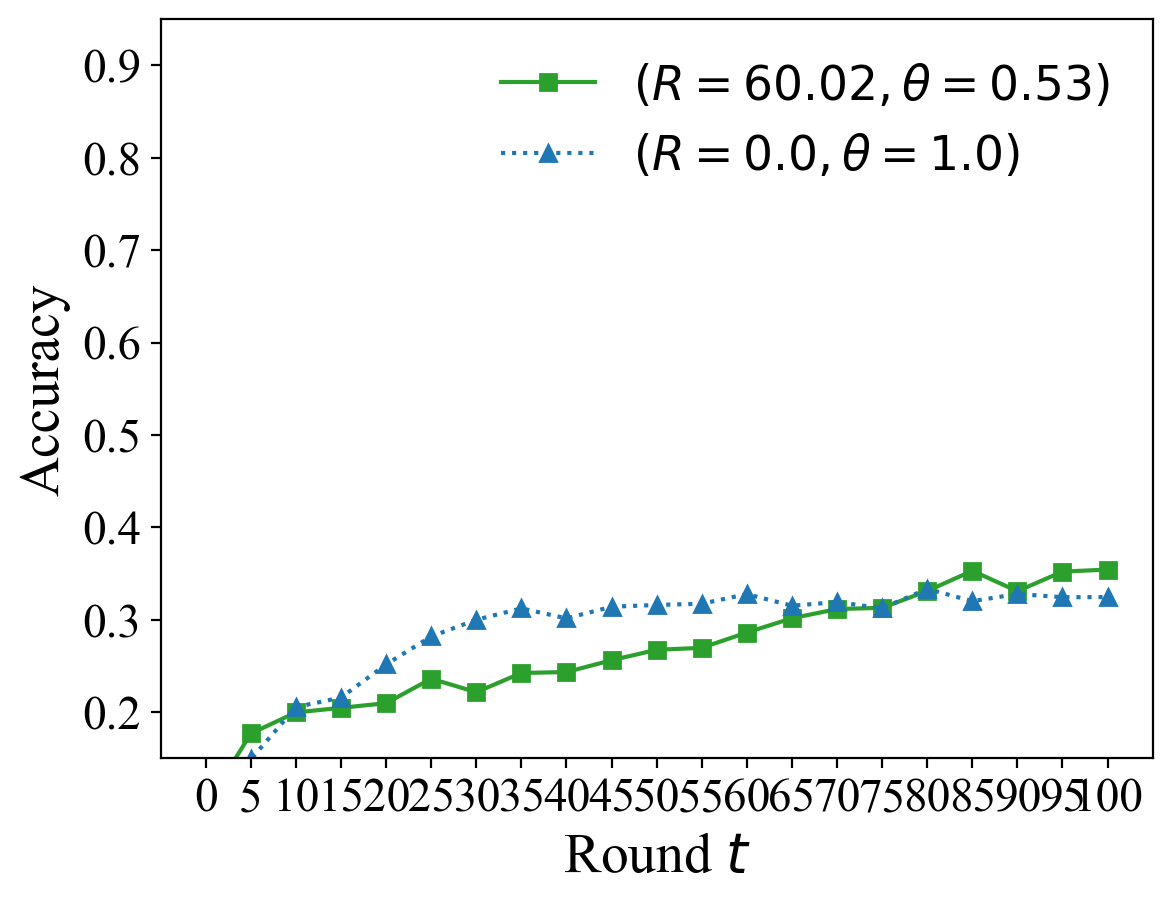 (R = 60.02, θ = 0.53)
(R = 0.0, θ = 1.0)
0.9
0.8
0.7
0.6
0.5
0.4
0.3
0.2
Accuracy
0 5 10 15 20 25 30 35 40 45 50 55 60 65 70 75 80 85 90 95 100
Round t